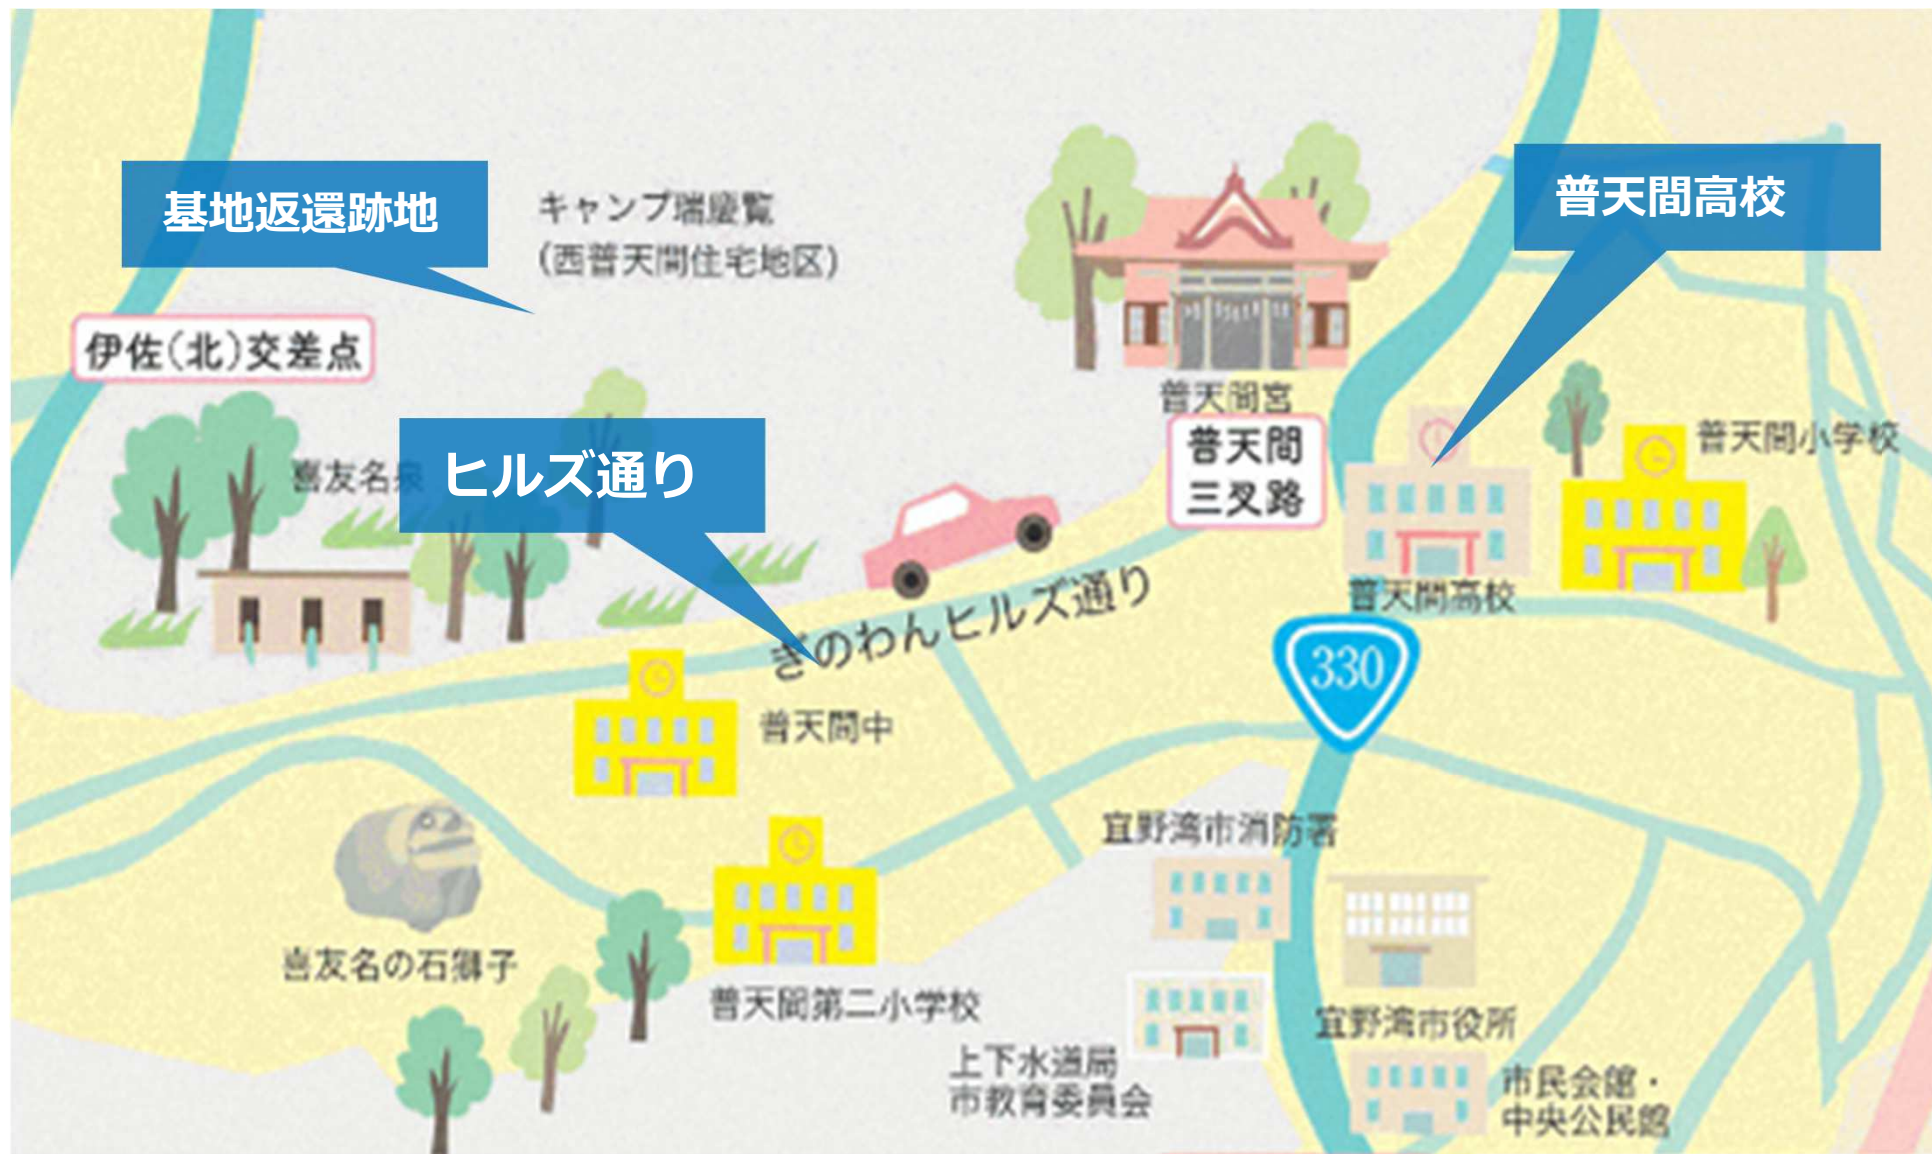 基地返還跡地
キャンプ瑞慶覧
(西普天間住宅地区)
普天間高校
伊佐(北)交差点
普天間宮
普天間
三叉路
普天間小学校
喜友名泉
ヒルズ通り
普天間高校
ぎのわんヒルズ通り
330
普天間中
宜野湾市消防署
喜友名の石獅子
普天間第二小学校
宜野湾市役所
上下水道局
市教育委員会
市民会館・
中央公民館